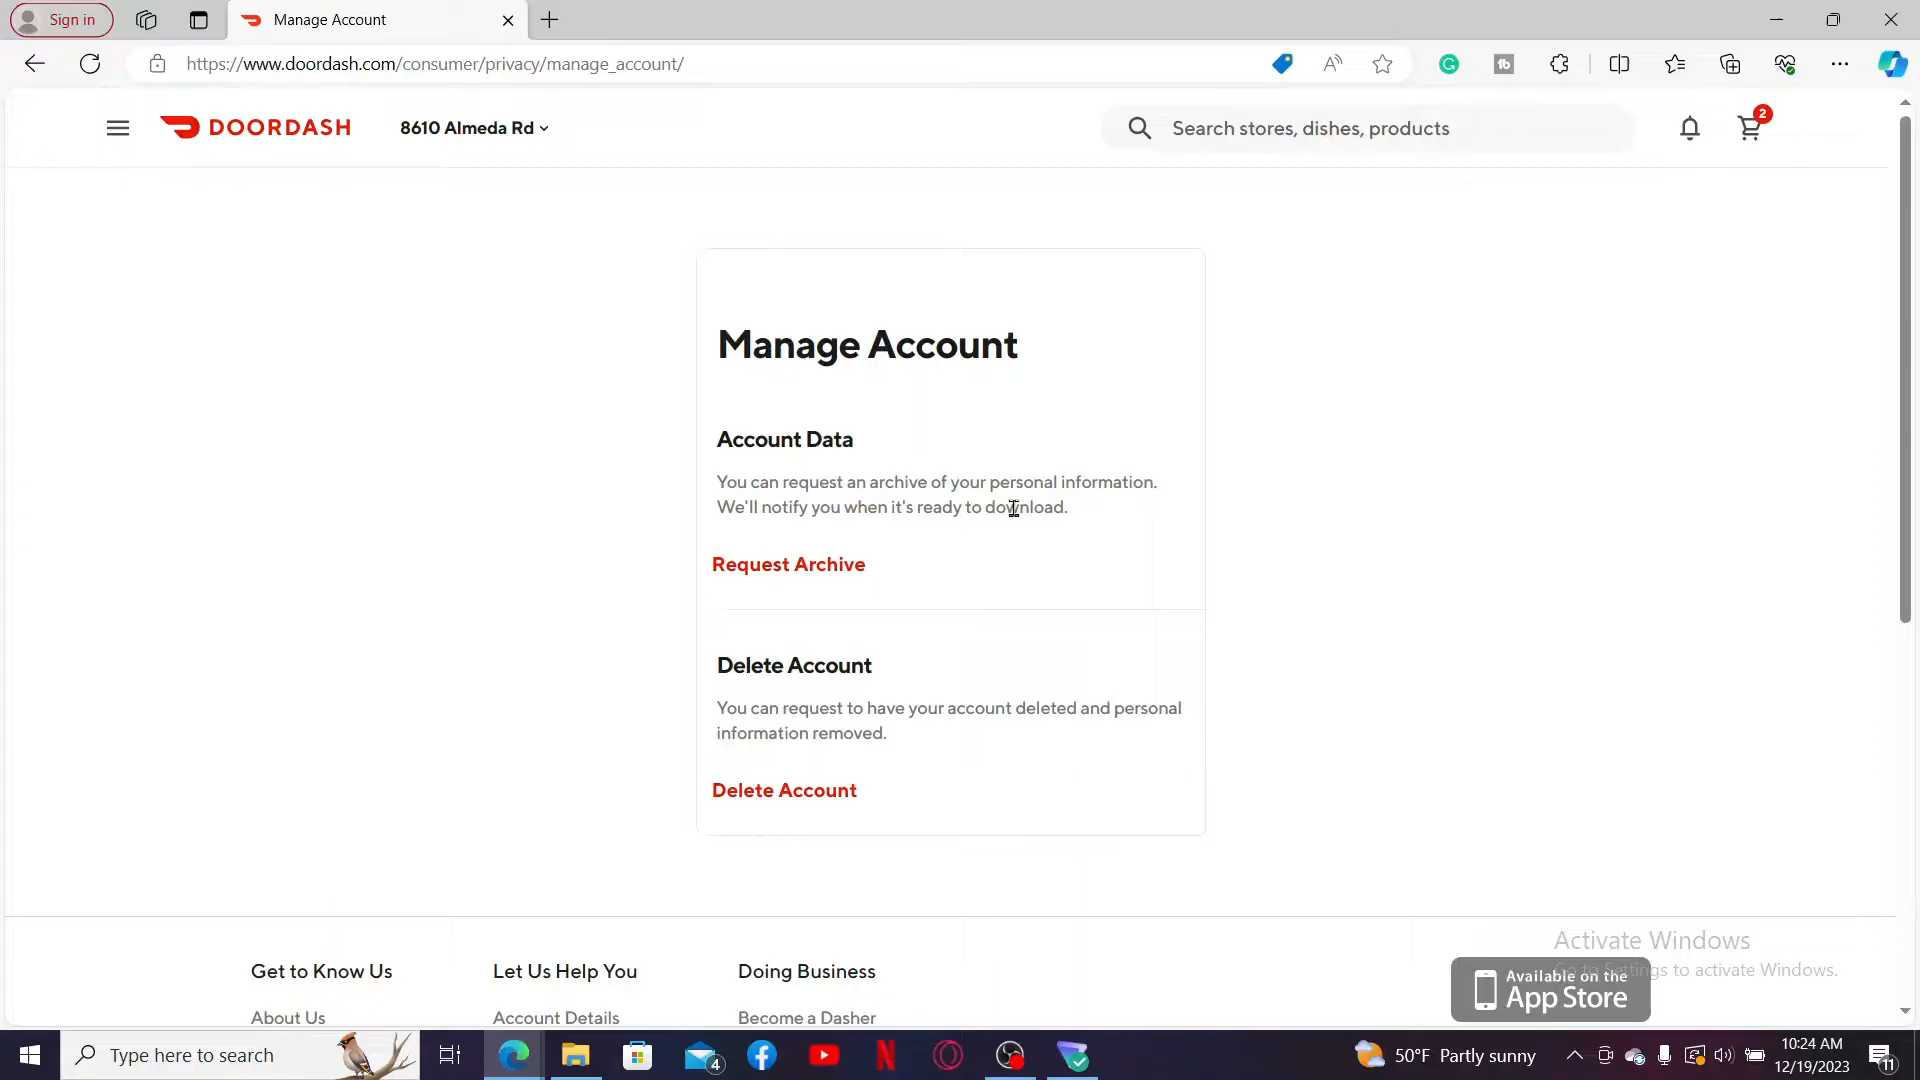 Sign in
Manage Account
https://www.doordash.com/consumer/privacy/manage_account/
DOORDASH
8610 Almeda Rd
Search stores, dishes, products
2
Manage Account
Account Data
You can request an archive of your personal information.
We'll notify you when it's ready to download.
Request Archive
Delete Account
You can request to have your account deleted and personal
information removed.
Delete Account
Get to Know Us
Let Us Help You
Doing Business
About Us
Account Details
Become a Dasher
Activate Windows
Go to Settings to activate Windows.
Available on the
App Store
Type here to search
4
50°F Partly sunny
10:24 AM
12/19/2023
11